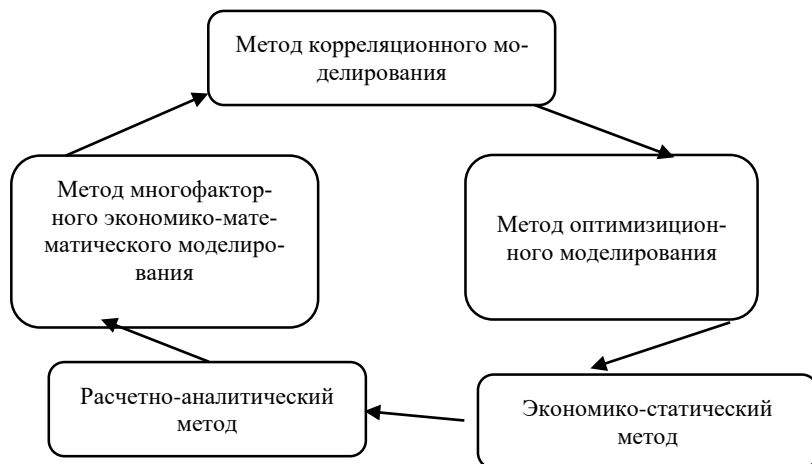 Метод корреляционного мо-
делирования
Метод многофактор-
ного экономико-мате-
матического моделиро-
вания
Метод оптимизицион-
ного моделирования
Расчетно-аналитический
метод
Экономико-статический
метод